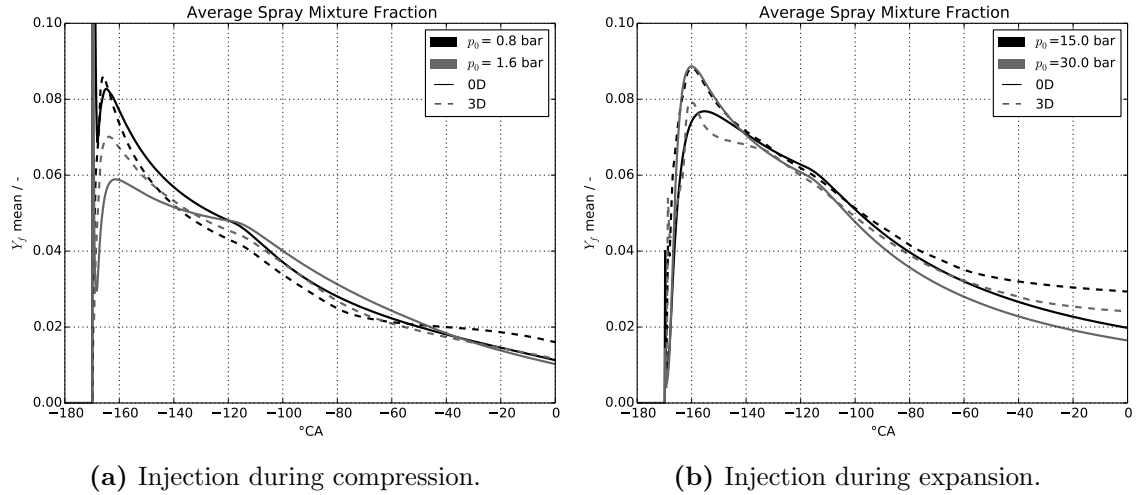 Average Spray Mixture Fraction
0.10
0.08
0.06
0.04
0.02
0.00
Y_f mean / -
p_0 = 0.8 bar
p_0 = 1.6 bar
0D
3D
−180 −160 −140 −120 −100 −80 −60 −40 −20 0
°CA
(a) Injection during compression.
Average Spray Mixture Fraction
0.10
0.08
0.06
0.04
0.02
0.00
Y_f mean / -
p_0 =15.0 bar
p_0 =30.0 bar
0D
3D
−180 −160 −140 −120 −100 −80 −60 −40 −20 0
°CA
(b) Injection during expansion.